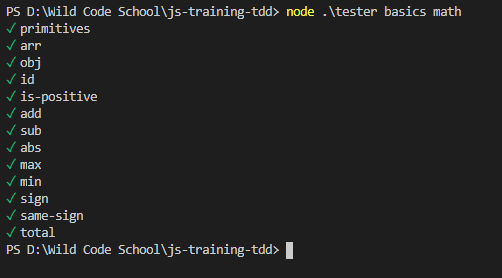 PS D:\Wild Code School\js-training-tdd> node .\tester basics math
✓ primitives
✓ arr
✓ obj
✓ id
✓ is-positive
✓ add
✓ sub
✓ abs
✓ max
✓ min
✓ sign
✓ same-sign
✓ total
PS D:\Wild Code School\js-training-tdd>